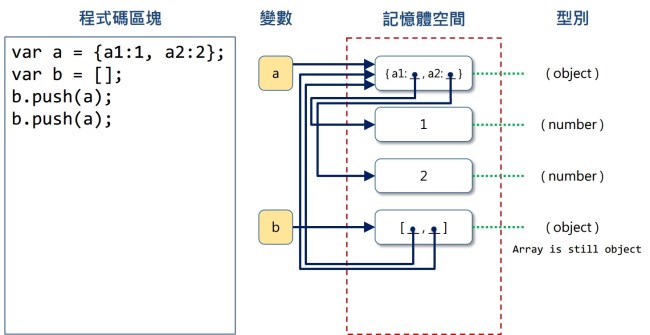 程式碼區塊
變數
記憶體空間
型別
var a = {a1:1, a2:2};
var b = [];
b.push(a);
b.push(a);
a
{ a1: _ , a2: _ }
( object )
1
( number )
2
( number )
b
[ _ , _ ]
( object )
Array is still object